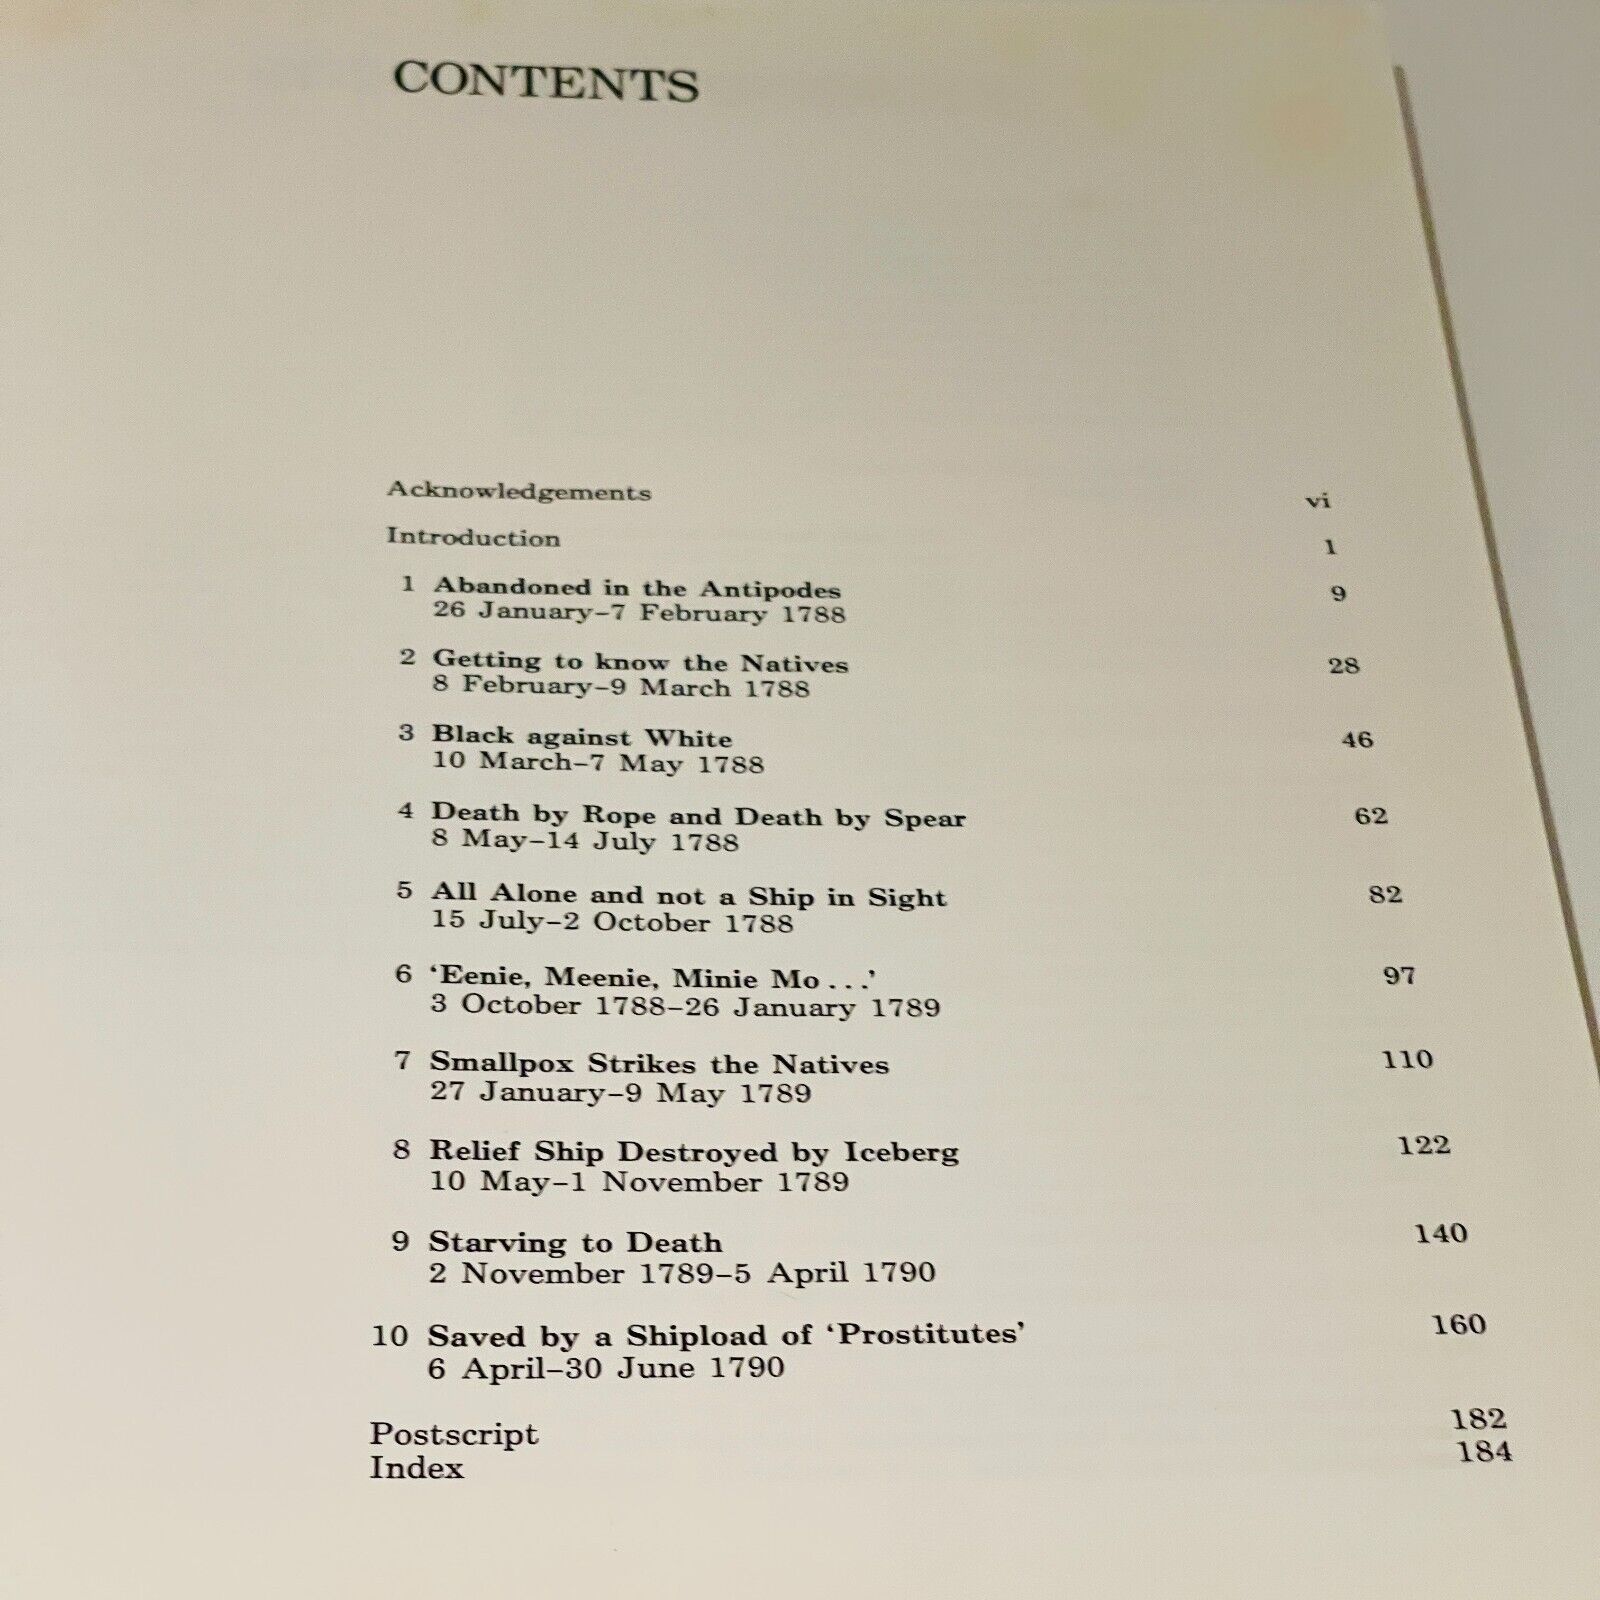 CONTENTS
Acknowledgements vi
Introduction 1
1 Abandoned in the Antipodes 9
26 January–7 February 1788
2 Getting to know the Natives 28
8 February–9 March 1788
3 Black against White 46
10 March–7 May 1788
4 Death by Rope and Death by Spear 62
8 May–14 July 1788
5 All Alone and not a Ship in Sight 82
15 July–2 October 1788
6 ‘Eenie, Meenie, Minie Mo . . .’ 97
3 October 1788–26 January 1789
7 Smallpox Strikes the Natives 110
27 January–9 May 1789
8 Relief Ship Destroyed by Iceberg 122
10 May–1 November 1789
9 Starving to Death 140
2 November 1789–5 April 1790
10 Saved by a Shipload of ‘Prostitutes’ 160
6 April–30 June 1790
Postscript 182
Index 184